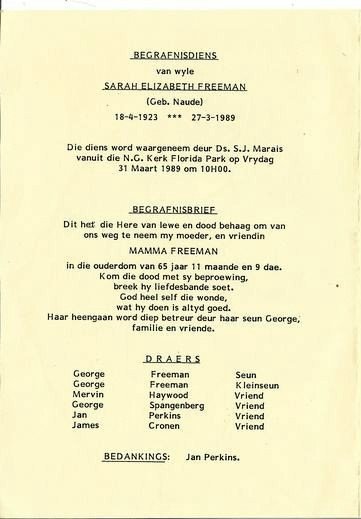 BEGRAFNISDIENS
van wyle
SARAH ELIZABETH FREEMAN
(Geb. Naude)
18-4-1923 *** 27-3-1989
Die diens word waargeneem deur Ds. S.J. Marais
vanuit die N.G. Kerk Florida Park op Vrydag
31 Maart 1989 om 10H00.
BEGRAFNISBRIEF
Dit het die Here van lewe en dood behaag om van
ons weg te neem my moeder, en vriendin
MAMMA FREEMAN
in die ouderdom van 65 jaar 11 maande en 9 dae.
Kom die dood met sy beproewing,
breek hy liefdesbande soet.
God heel self die wonde,
wat hy doen is altyd goed.
Haar heengaan word diep betreur deur haar seun George,
familie en vriende.
DRAERS
George Freeman Seun
George Freeman Kleinseun
Mervin Haywood Vriend
George Spangenberg Vriend
Jan Perkins Vriend
James Cronen Vriend
BEDANKINGS: Jan Perkins.